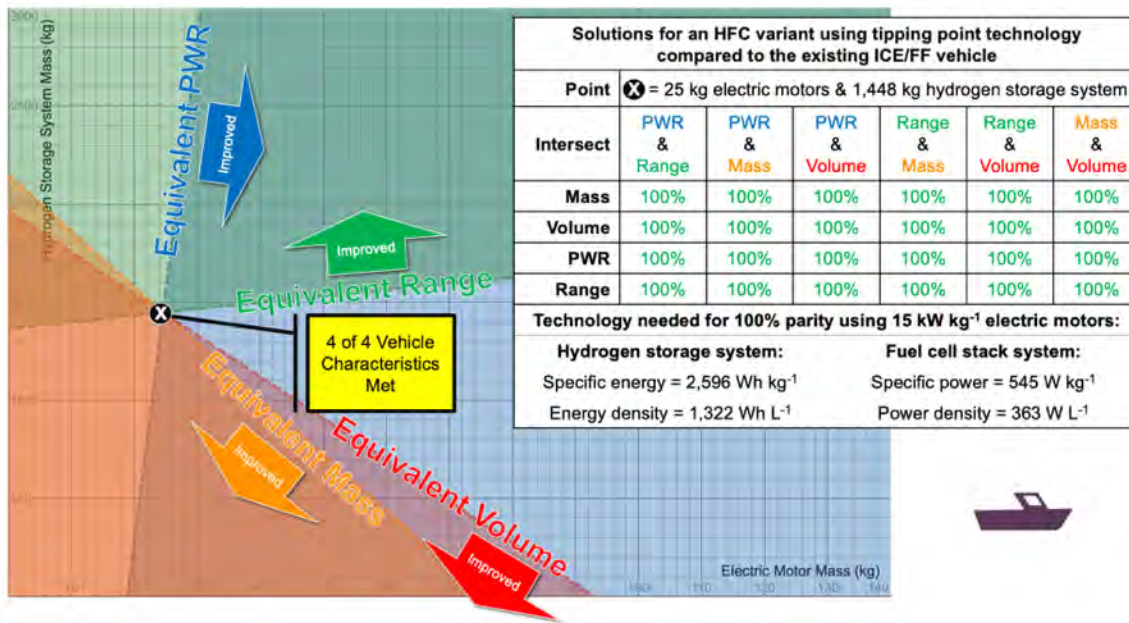 3000
Hydrogen Storage System Mass (kg)
Equivalent PWR
Improved
Improved
Equivalent Range
X
4 of 4 Vehicle
Characteristics
Met
Equivalent Mass
Improved
Equivalent Volume
Improved
Electric Motor Mass (kg)
110 120 130 140
Solutions for an HFC variant using tipping point technology
compared to the existing ICE/FF vehicle
Point X = 25 kg electric motors & 1,448 kg hydrogen storage system
Intersect PWR & Range PWR & Mass PWR & Volume Range & Mass Range & Volume Mass & Volume
Mass 100% 100% 100% 100% 100% 100%
Volume 100% 100% 100% 100% 100% 100%
PWR 100% 100% 100% 100% 100% 100%
Range 100% 100% 100% 100% 100% 100%
Technology needed for 100% parity using 15 kW kg⁻¹ electric motors:
Hydrogen storage system: Fuel cell stack system:
Specific energy = 2,596 Wh kg⁻¹ Specific power = 545 W kg⁻¹
Energy density = 1,322 Wh L⁻¹ Power density = 363 W L⁻¹